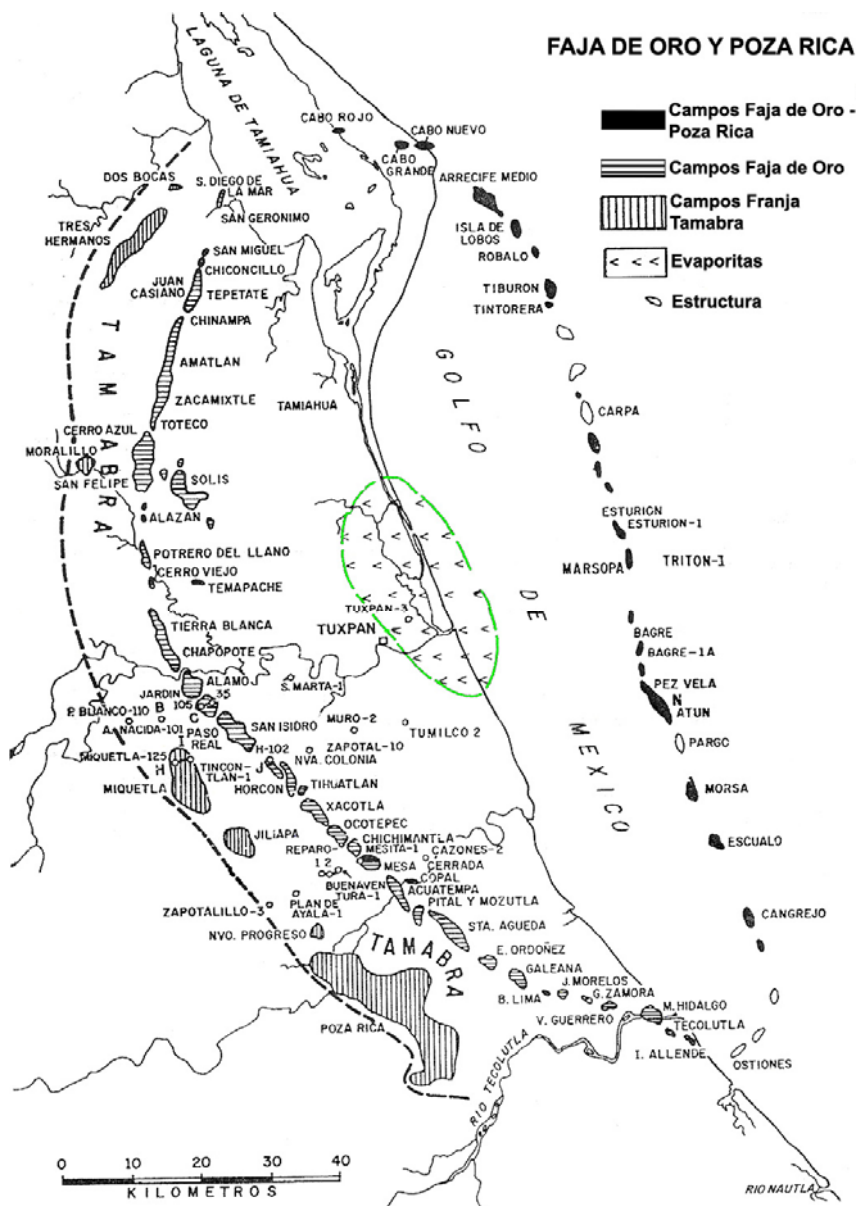 FAJA DE ORO Y POZA RICA
Campos Faja de Oro -
Poza Rica
Campos Faja de Oro
Campos Franja
Tamabra
Evaporitas
Estructura
LAGUNA DE TAMIAHUA
CABO ROJO
CABO NUEVO
CABO
GRANDE
ARRECIFE MEDIO
DOS BOCAS
S. DIEGO DE
LA MAR
SAN GERONIMO
TRES
HERMANOS
ISLA DE
LOBOS
ROBALO
SAN MIGUEL
CHICONCILLO
JUAN
CASIANO
TEPETATE
TIBURON
TINTORERA
CHINAMPA
AMATLAN
ZACAMIXTLE
TAMIAHUA
TOTECO
CARPA
CERRO AZUL
MORALILLO
SAN FELIPE
SOLIS
ALAZAN
TAMABRA
GOLFO
DE
MEXICO
ESTURION
ESTURION-1
MARSOPA
TRITON-1
POTRERO DEL LLANO
CERRO VIEJO
TEMAPACHE
TUXPAN-3
TUXPAN
TIERRA BLANCA
CHAPOPOTE
BAGRE
BAGRE-1A
PEZ VELA
N
ATUN
PARGO
MORSA
ESCUALO
CANGREJO
OSTIONES
ALAMO
S. MARTA-1
JARDIN
35
105
P. BLANCO-110
B
A. NACIDA-101
C
I
PASO
REAL
SAN ISIDRO
MURO-2
TUMILCO 2
H-102
ZAPOTAL-10
NVA. COLONIA
MIQUETLA-125
H
TINCON-
TLAN-1
J
HORCON
TIHUATLAN
MIQUETLA
XACOTLA
OCOTEPEC
JILIAPA
CHICHIMANTLA
REPARO-
1 2
MESITA-1
CAZONES-2
MESA
CERRADA
COPAL
BUENAVEN
TURA-1
ACUATEMPA
PLAN DE
AYALA-1
PITAL Y MOZUTLA
ZAPOTALILLO-3
NVO. PROGRESO
STA. AGUEDA
TAMABRA
E. ORDOÑEZ
GALEANA
J. MORELOS
B. LIMA
G. ZAMORA
M. HIDALGO
V. GUERRERO
TECOLUTLA
I. ALLENDE
POZA RICA
RIO TECOLUTLA
RIO NAUTLA
0 10 20 30 40
KILOMETROS